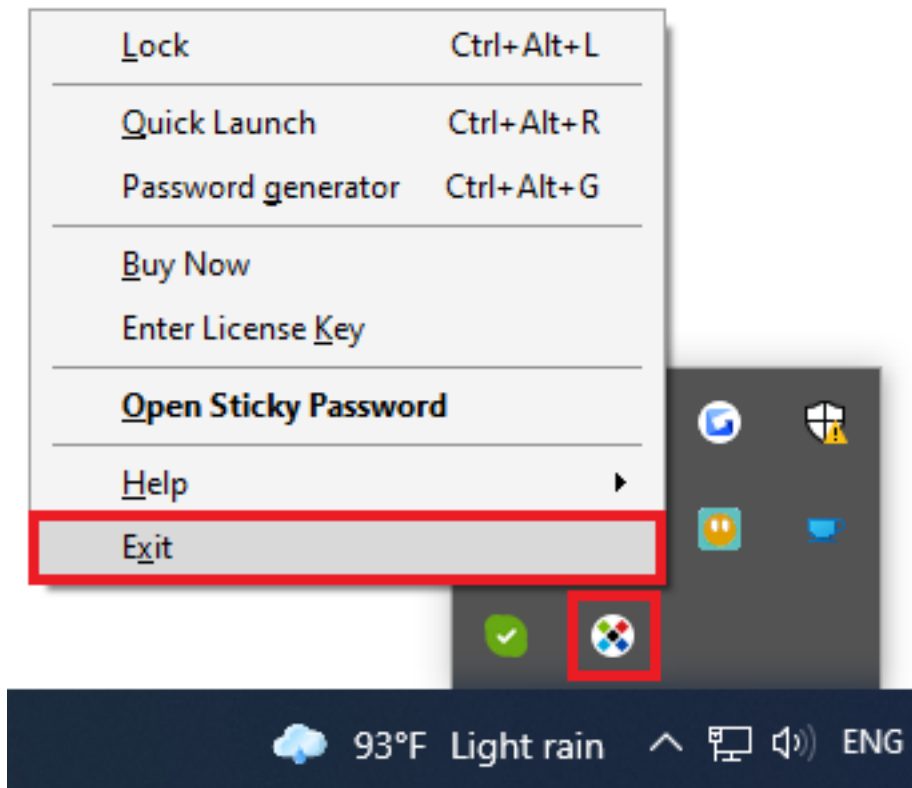 Lock Ctrl+Alt+L
Quick Launch Ctrl+Alt+R
Password generator Ctrl+Alt+G
Buy Now
Enter License Key
Open Sticky Password
Help
Exit
93°F Light rain ENG